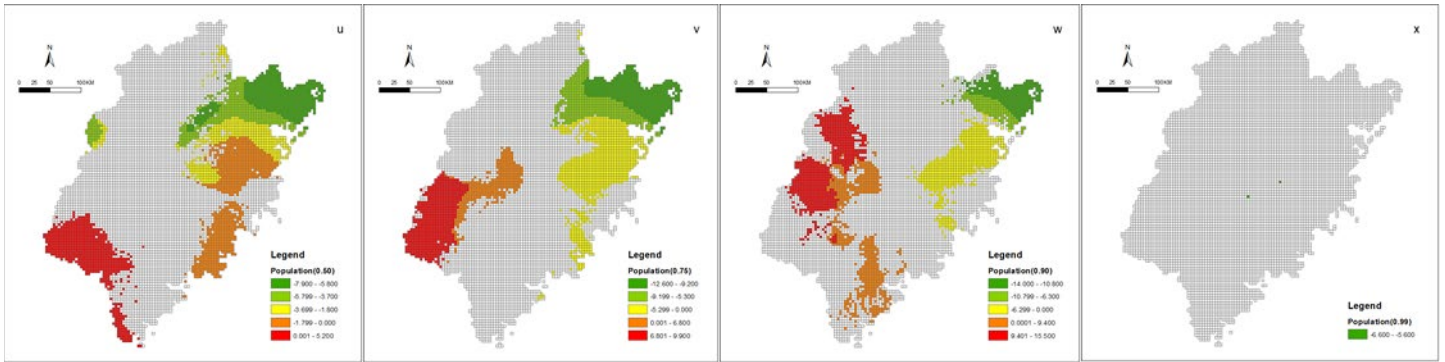 u
N
0 25 50 100KM
Legend
Population(0.50)
-7.900 - -5.800
-5.799 - -3.700
-3.699 - -1.800
-1.799 - 0.000
0.001 - 5.200
v
N
0 25 50 100KM
Legend
Population(0.75)
-12.600 - -9.200
-9.199 - -5.300
-5.299 - 0.000
0.001 - 6.800
6.801 - 9.900
w
N
0 25 50 100KM
Legend
Population(0.90)
-14.000 - -10.800
-10.799 - -6.300
-6.299 - 0.000
0.0001 - 9.400
9.401 - 15.500
x
N
0 25 50 100KM
Legend
Population(0.99)
-6.600 - -5.600